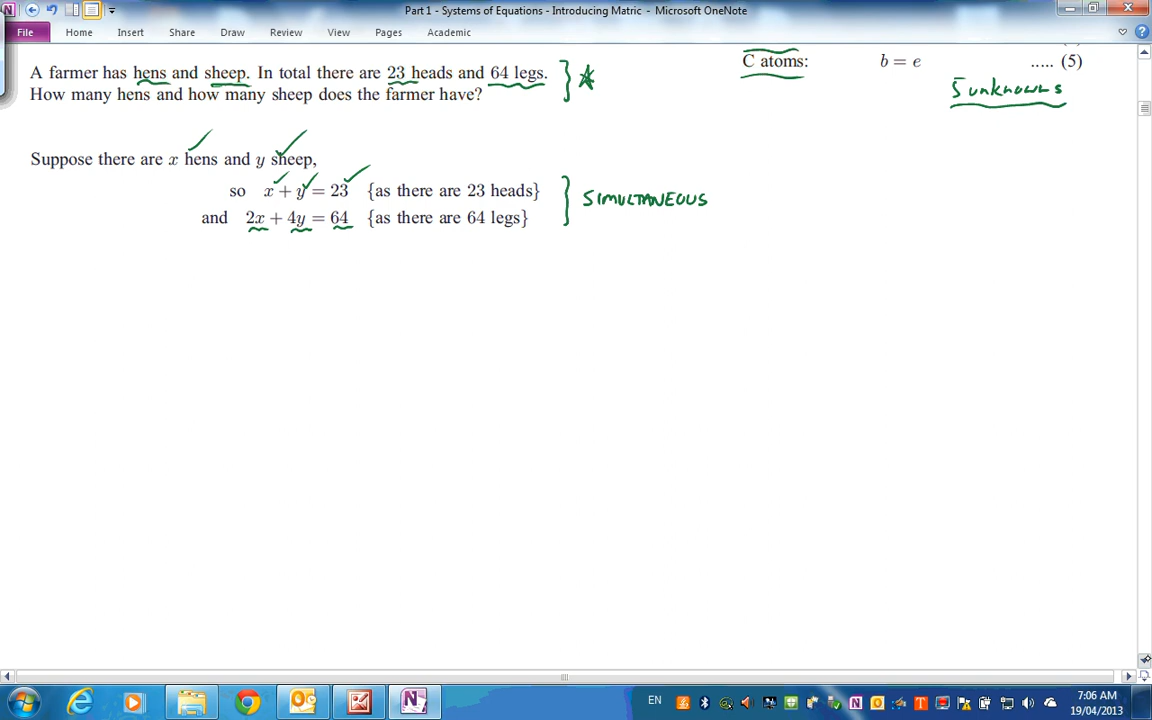 Part 1 - Systems of Equations - Introducing Matric - Microsoft OneNote
File Home Insert Share Draw Review View Pages Academic
A farmer has hens and sheep. In total there are 23 heads and 64 legs.
How many hens and how many sheep does the farmer have?
C atoms: b = e ..... (5)
5 unknowns
Suppose there are x hens and y sheep,
so x + y = 23 {as there are 23 heads}
and 2x + 4y = 64 {as there are 64 legs}
SIMULTANEOUS
EN
7:06 AM
19/04/2013